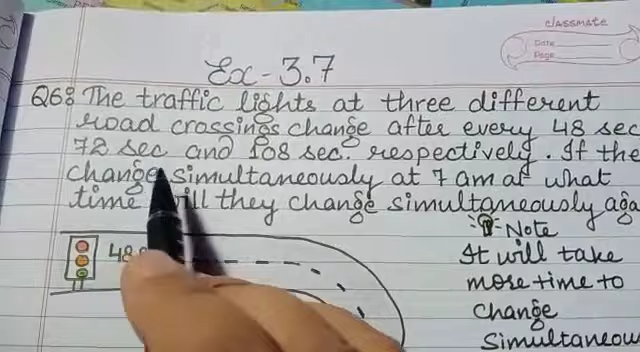 classmate
Date
Page
Ex-3.7
Q6: The traffic lights at three different
road crossings change after every 48 sec
72 sec and 108 sec. respectively. If the
change simultaneously at 7 am at what
time will they change simultaneously aga
Note
It will take
more time to
change
Simultaneou
48